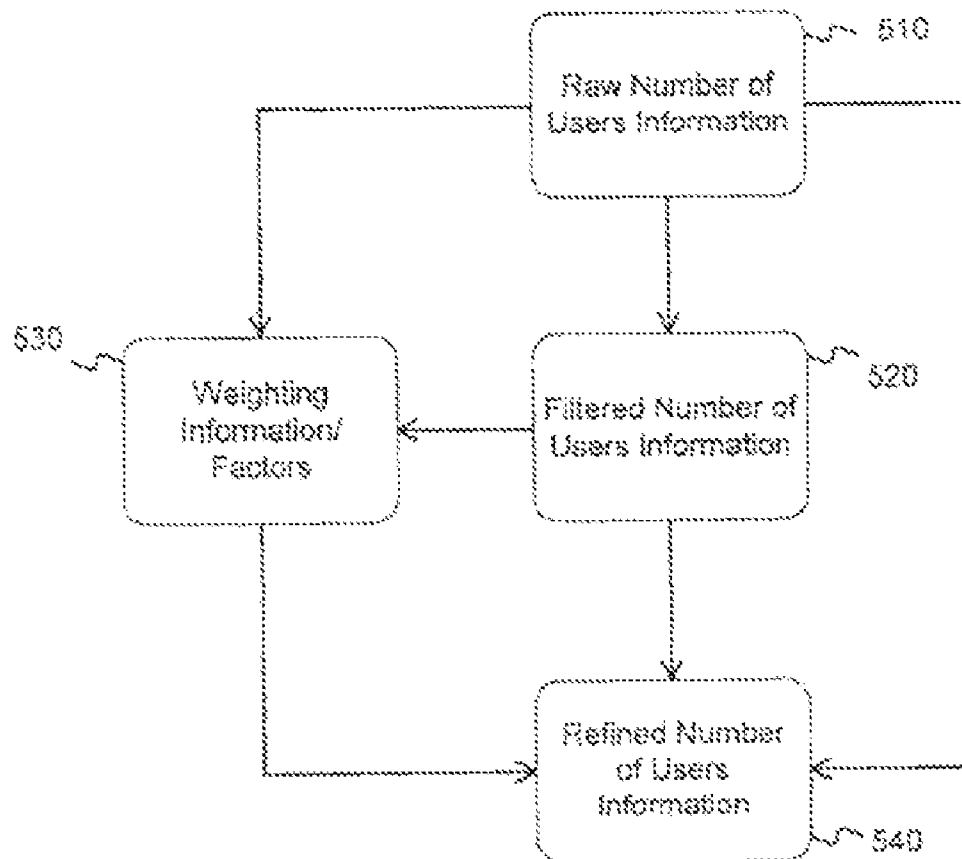 510
Raw Number of
Users Information
530
Weighting
Information/
Factors
520
Filtered Number of
Users Information
Refined Number
of Users
Information
540